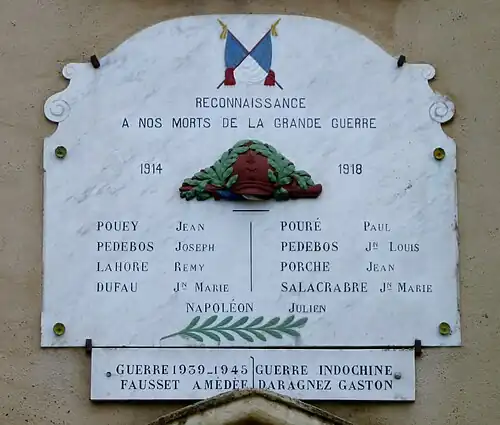 RECONNAISSANCE
A NOS MORTS DE LA GRANDE GUERRE
1914 1918
POUEY JEAN POURÉ PAUL
PEDEBOS JOSEPH PEDEBOS Jⁿ LOUIS
LAHORE REMY PORCHE JEAN
DUFAU Jⁿ MARIE SALACRABRE Jⁿ MARIE
NAPOLÉON JULIEN
GUERRE 1939-1945 GUERRE INDOCHINE
FAUSSET AMÉDÉE DARAGNEZ GASTON